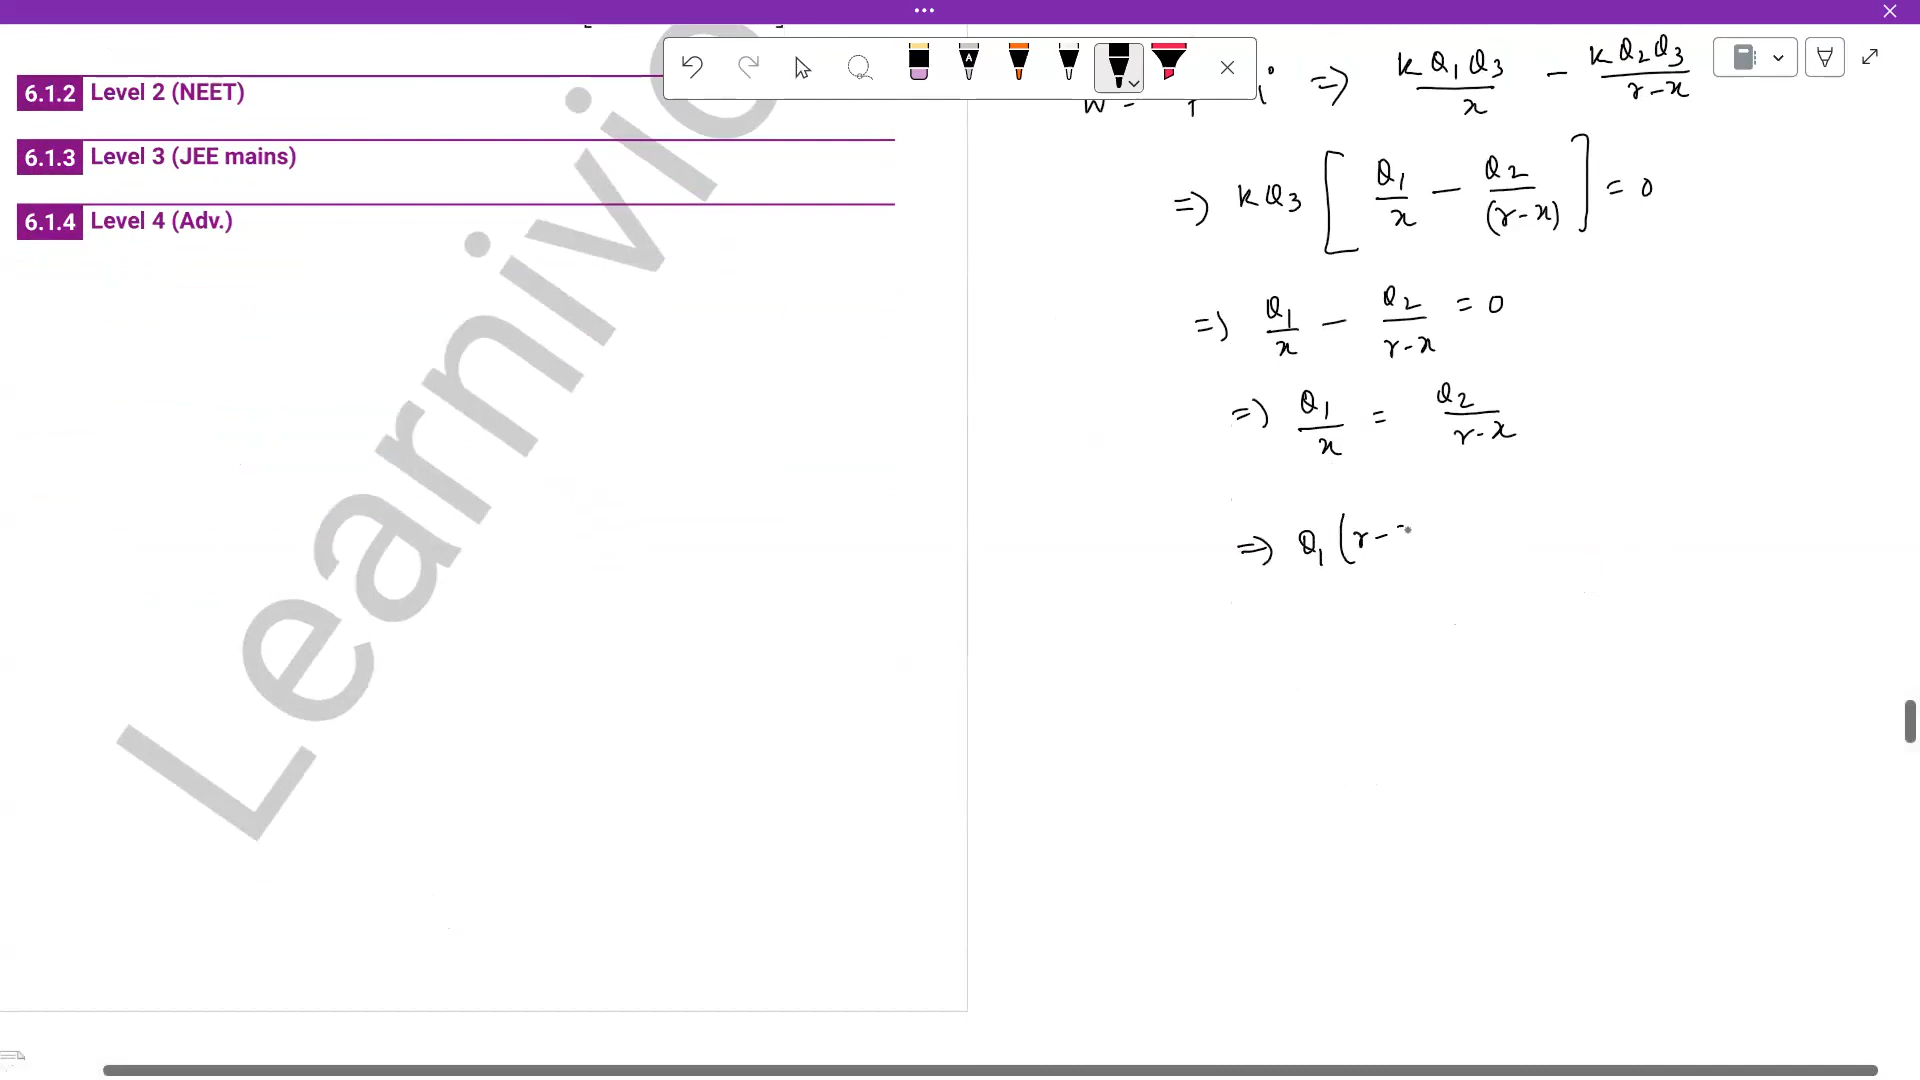 6.1.2 Level 2 (NEET)
6.1.3 Level 3 (JEE mains)
6.1.4 Level 4 (Adv.)
Learnivio
=> kQ1Q3/x - kQ2Q3/r-x
=> kQ3 [ Q1/x - Q2/(r-x) ] = 0
=> Q1/x - Q2/r-x = 0
=> Q1/x = Q2/r-x
=> Q1 (r-